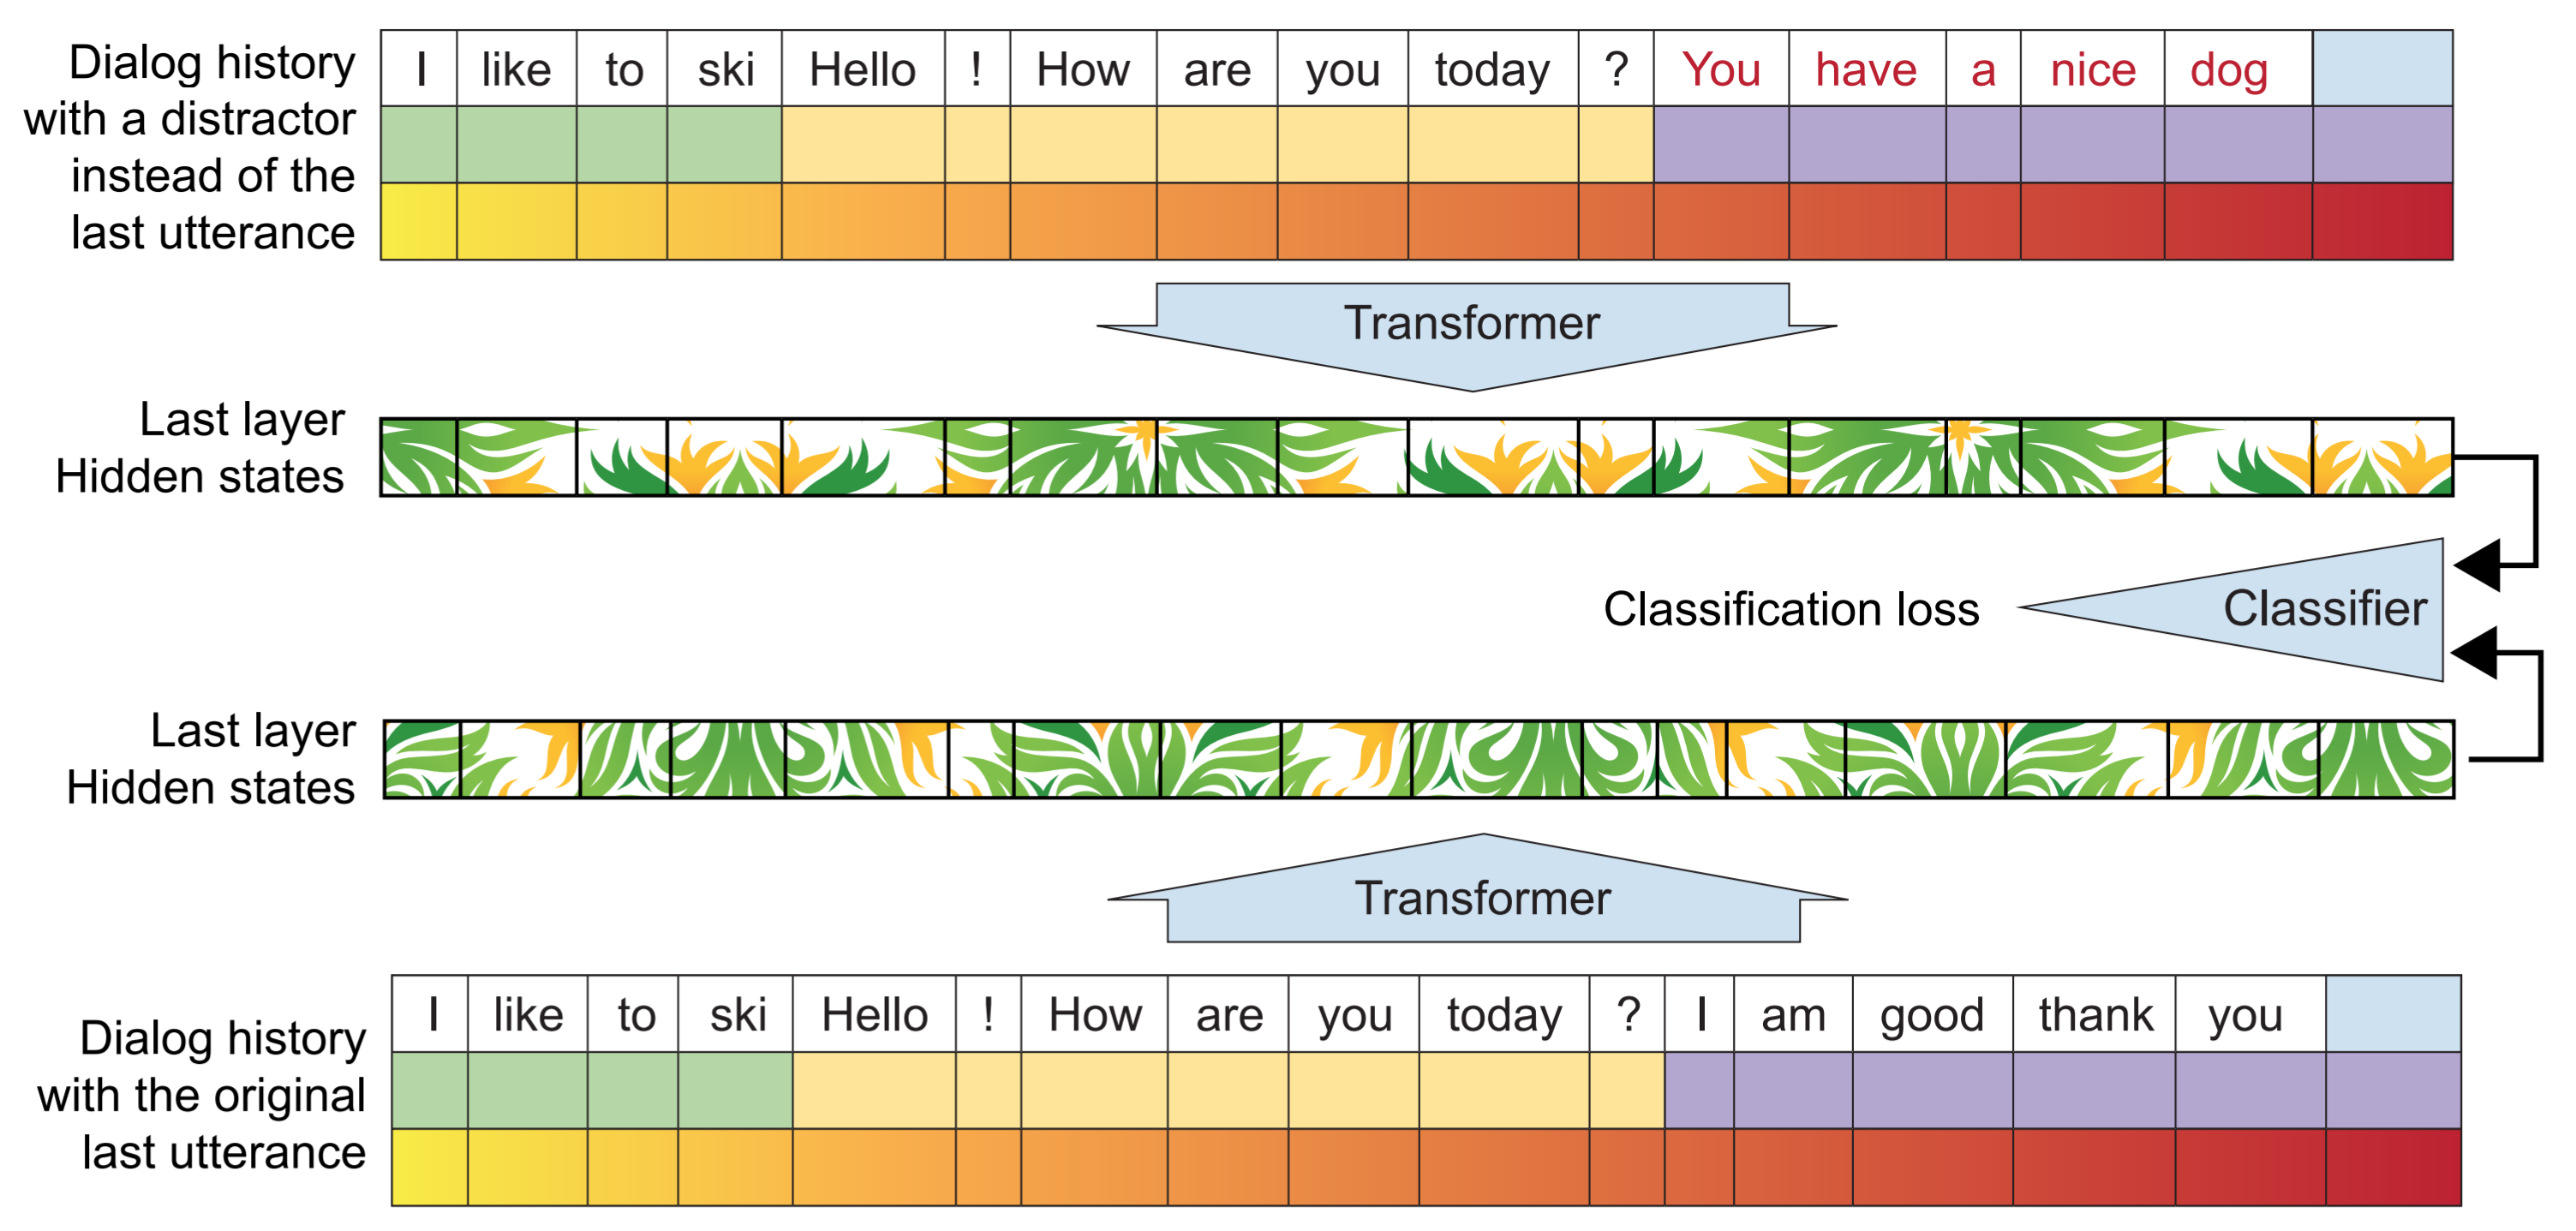 Dialog history
with a distractor
instead of the
last utterance
I like to ski Hello ! How are you today ? You have a nice dog
Transformer
Last layer
Hidden states
Classification loss
Classifier
Last layer
Hidden states
Transformer
Dialog history
with the original
last utterance
I like to ski Hello ! How are you today ? I am good thank you